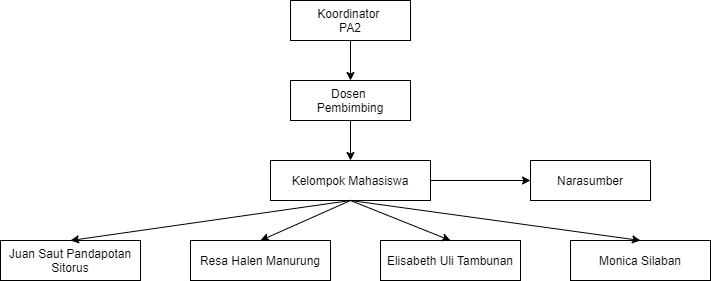 Koordinator
PA2
Dosen
Pembimbing
Kelompok Mahasiswa
Narasumber
Juan Saut Pandapotan
Sitorus
Resa Halen Manurung
Elisabeth Uli Tambunan
Monica Silaban